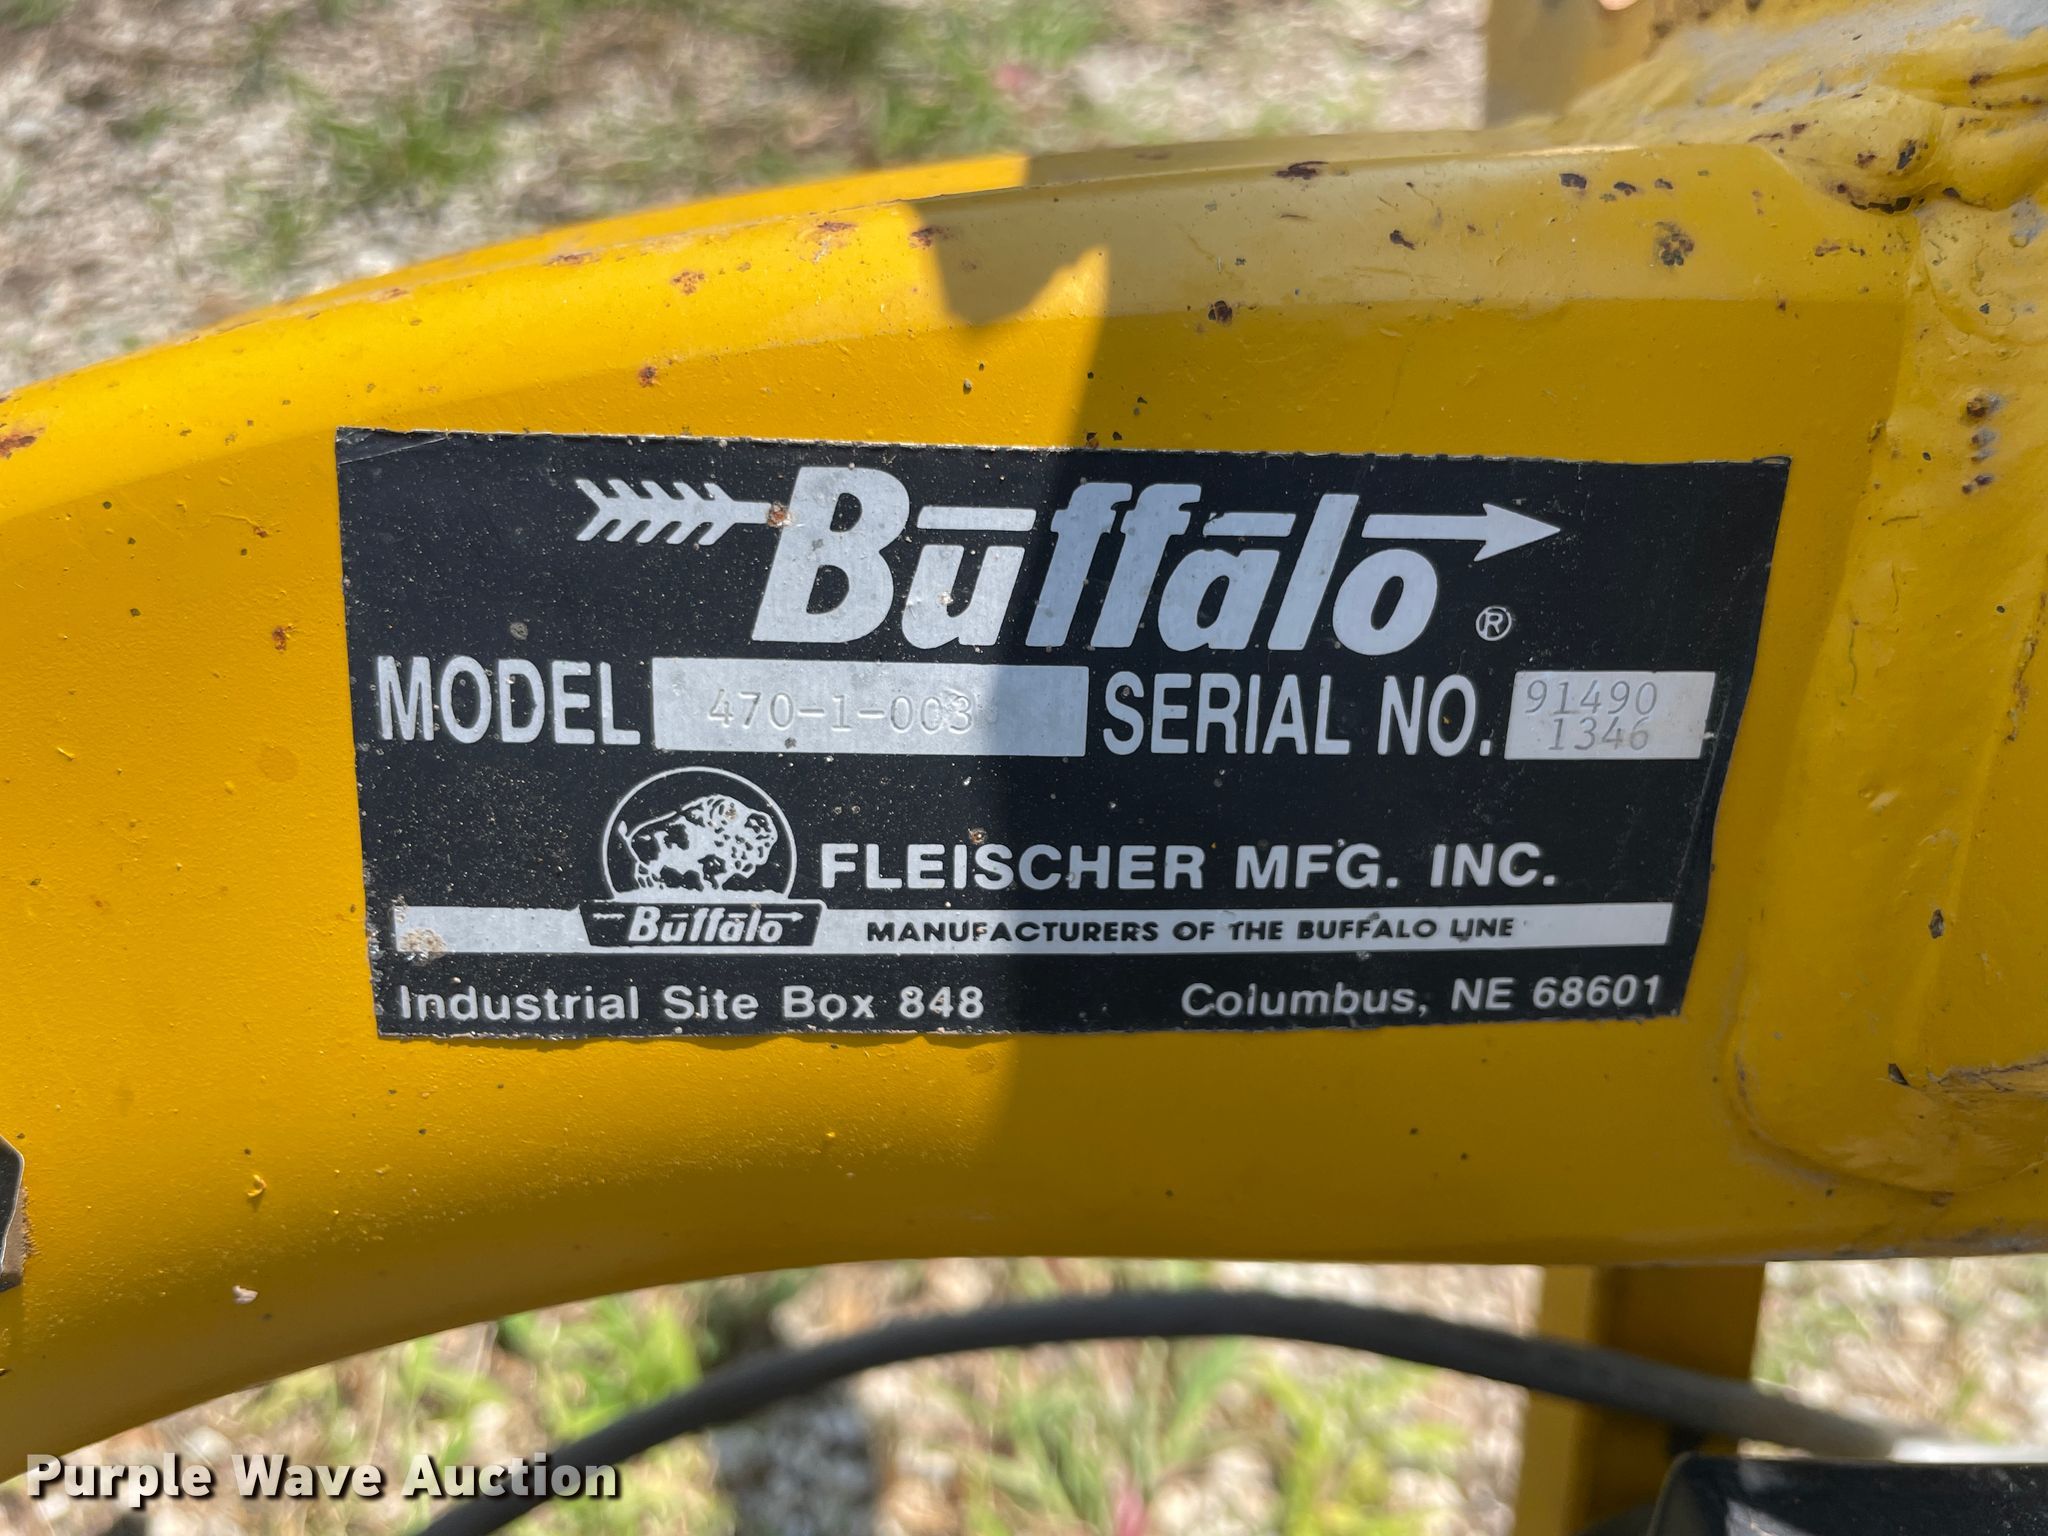 Buffalo ®
MODEL 470-1-003 SERIAL NO. 91490
1346
FLEISCHER MFG. INC.
Buffalo MANUFACTURERS OF THE BUFFALO LINE
Industrial Site Box 848 Columbus, NE 68601
Purple Wave Auction